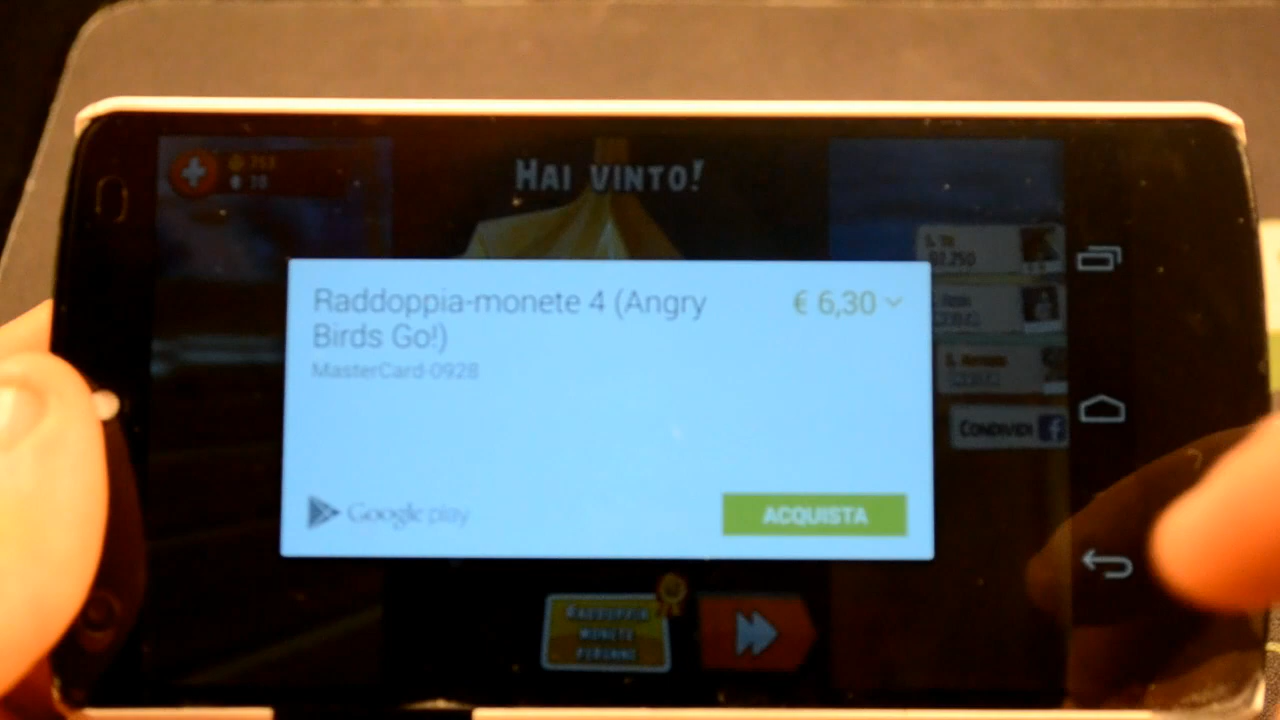 HAI VINTO!
Raddoppia-monete 4 (Angry
Birds Go!)
€ 6,30
MasterCard-0928
Google play
ACQUISTA
CONDIVIDI f
RADDOPPIA
MONETE
PERENNE